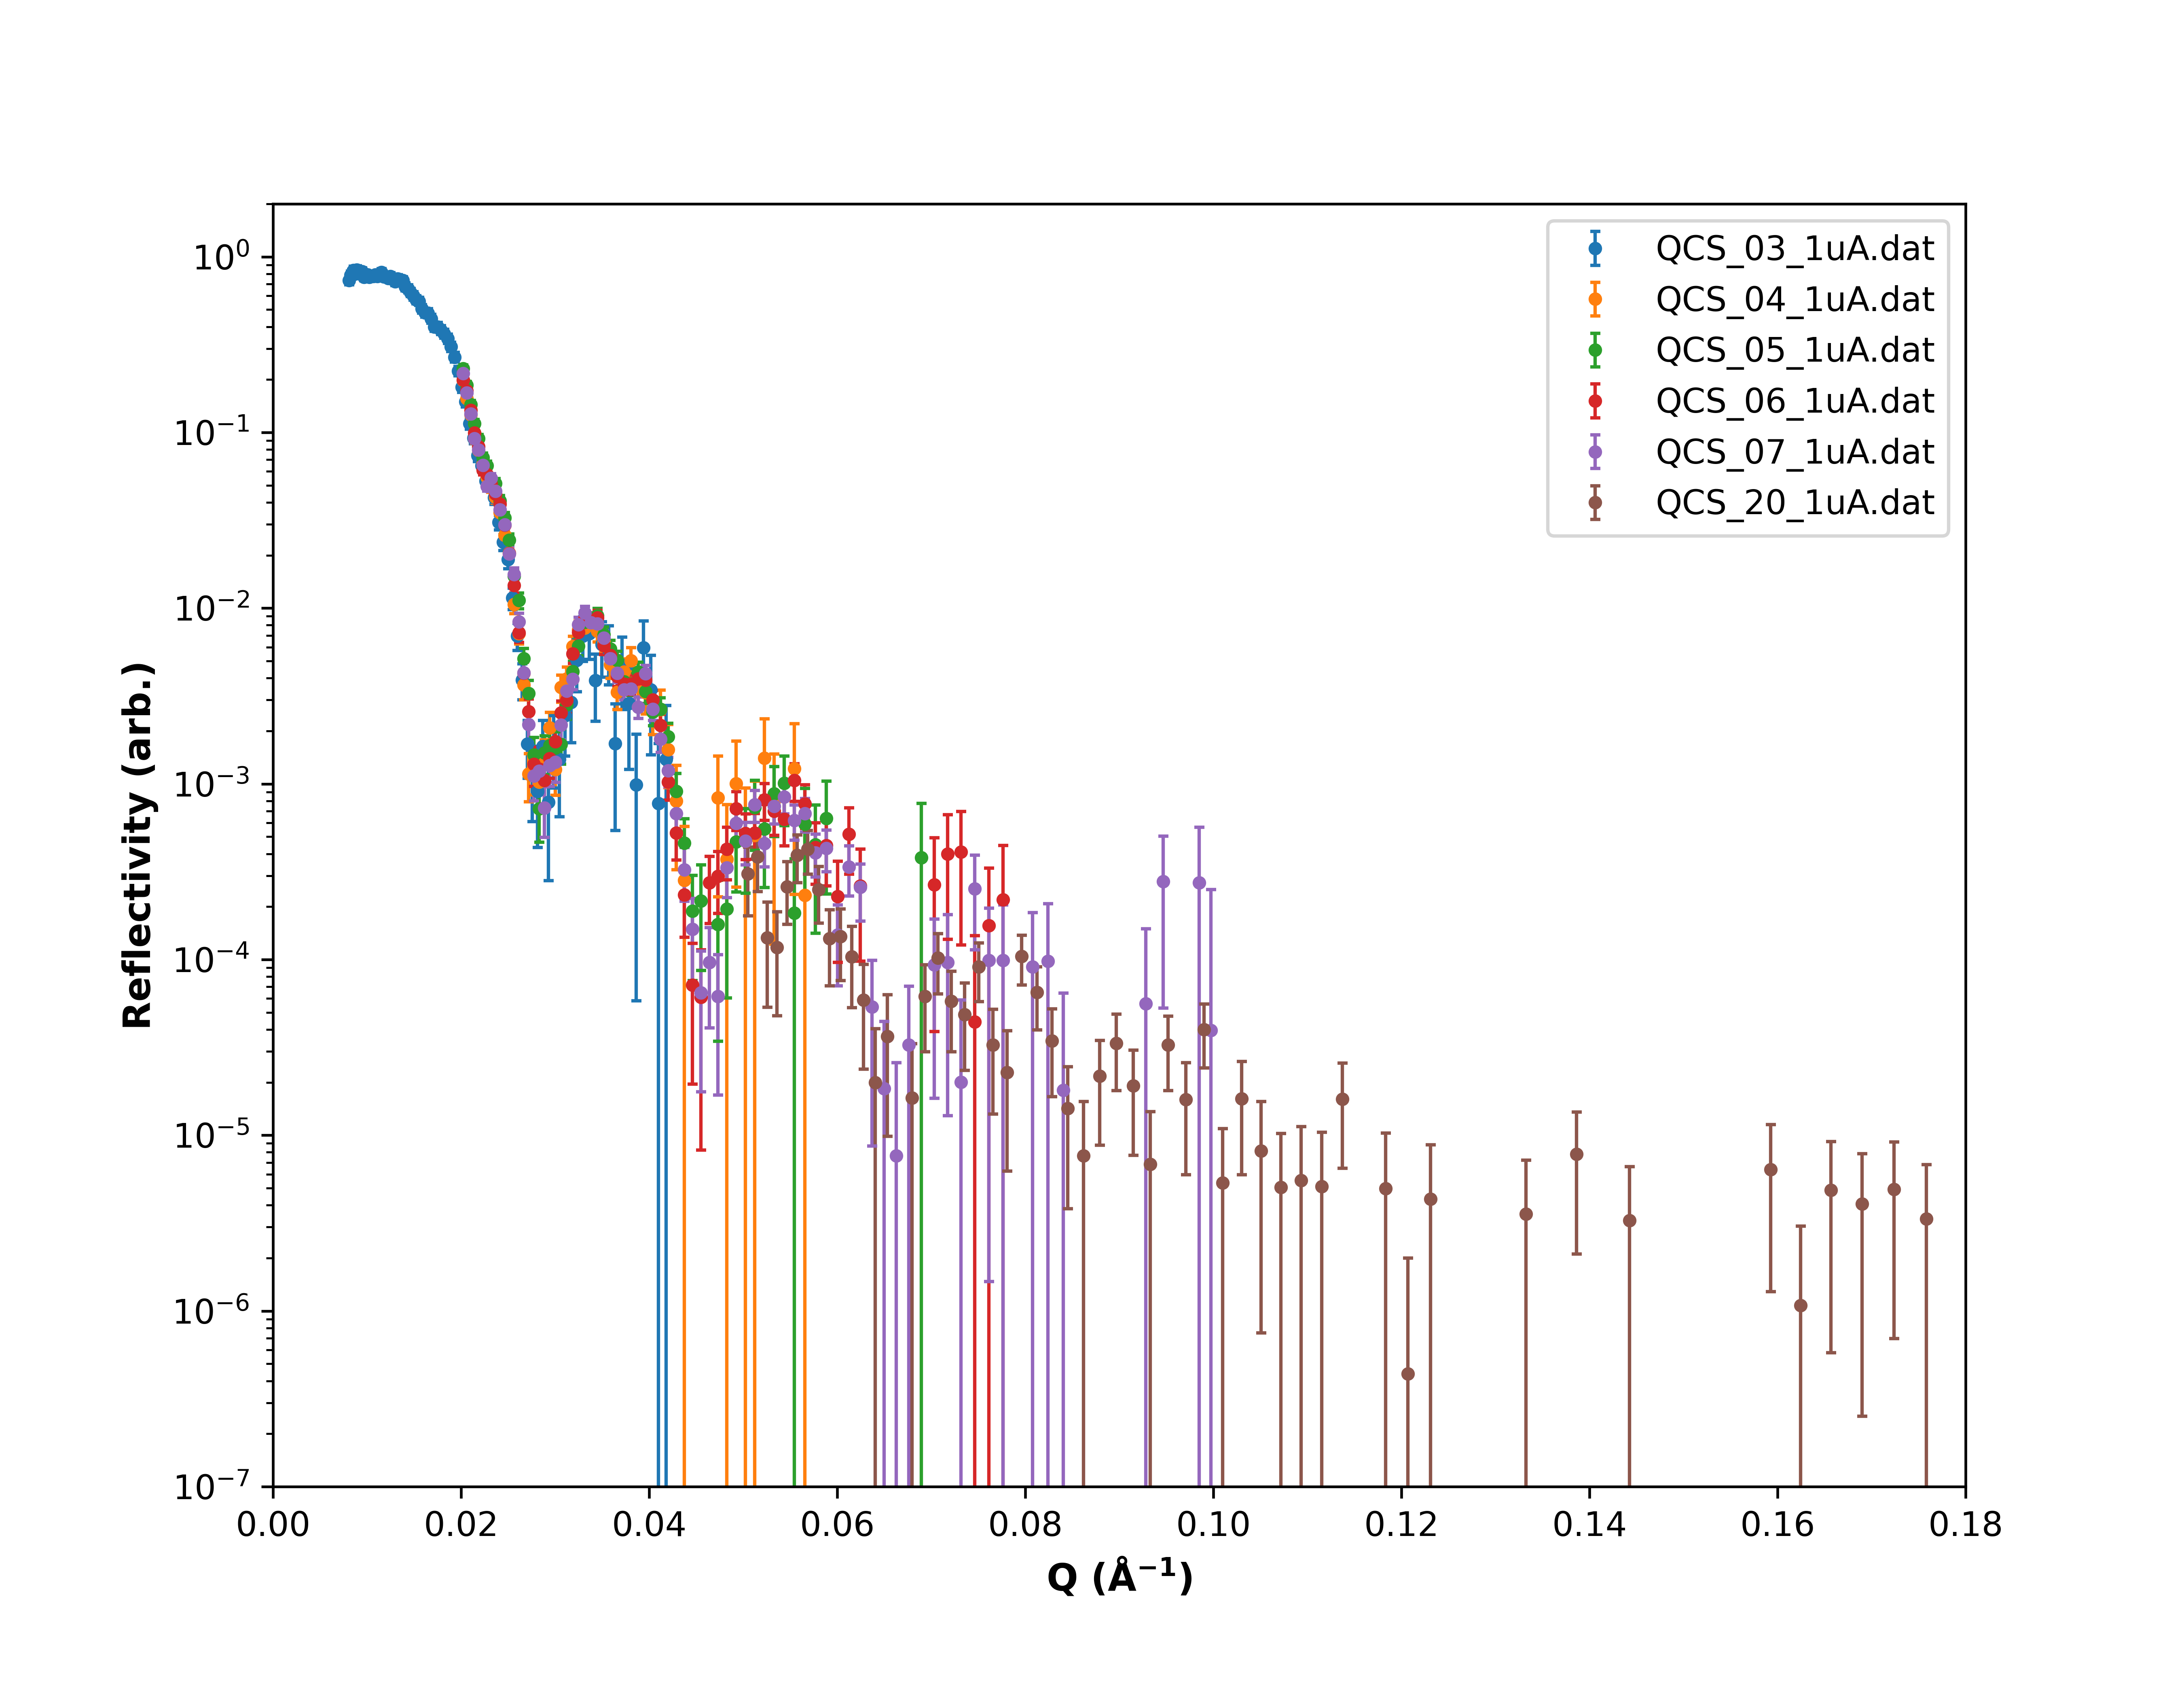 QCS_03_1uA.dat
QCS_04_1uA.dat
QCS_05_1uA.dat
QCS_06_1uA.dat
QCS_07_1uA.dat
QCS_20_1uA.dat
Reflectivity (arb.)
10⁰
10⁻¹
10⁻²
10⁻³
10⁻⁴
10⁻⁵
10⁻⁶
10⁻⁷
0.00 0.02 0.04 0.06 0.08 0.10 0.12 0.14 0.16 0.18
Q (Å⁻¹)